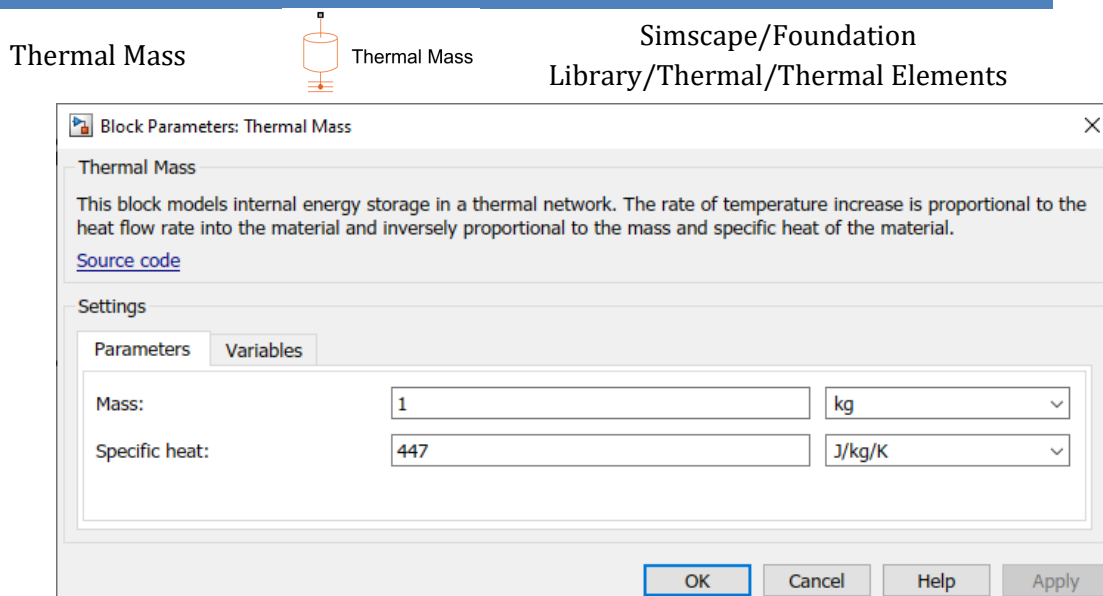 Thermal Mass
Thermal Mass
Simscape/Foundation
Library/Thermal/Thermal Elements
Block Parameters: Thermal Mass
Thermal Mass
This block models internal energy storage in a thermal network. The rate of temperature increase is proportional to the
heat flow rate into the material and inversely proportional to the mass and specific heat of the material.
Source code
Settings
Parameters Variables
Mass: 1 kg
Specific heat: 447 J/kg/K
OK Cancel Help Apply